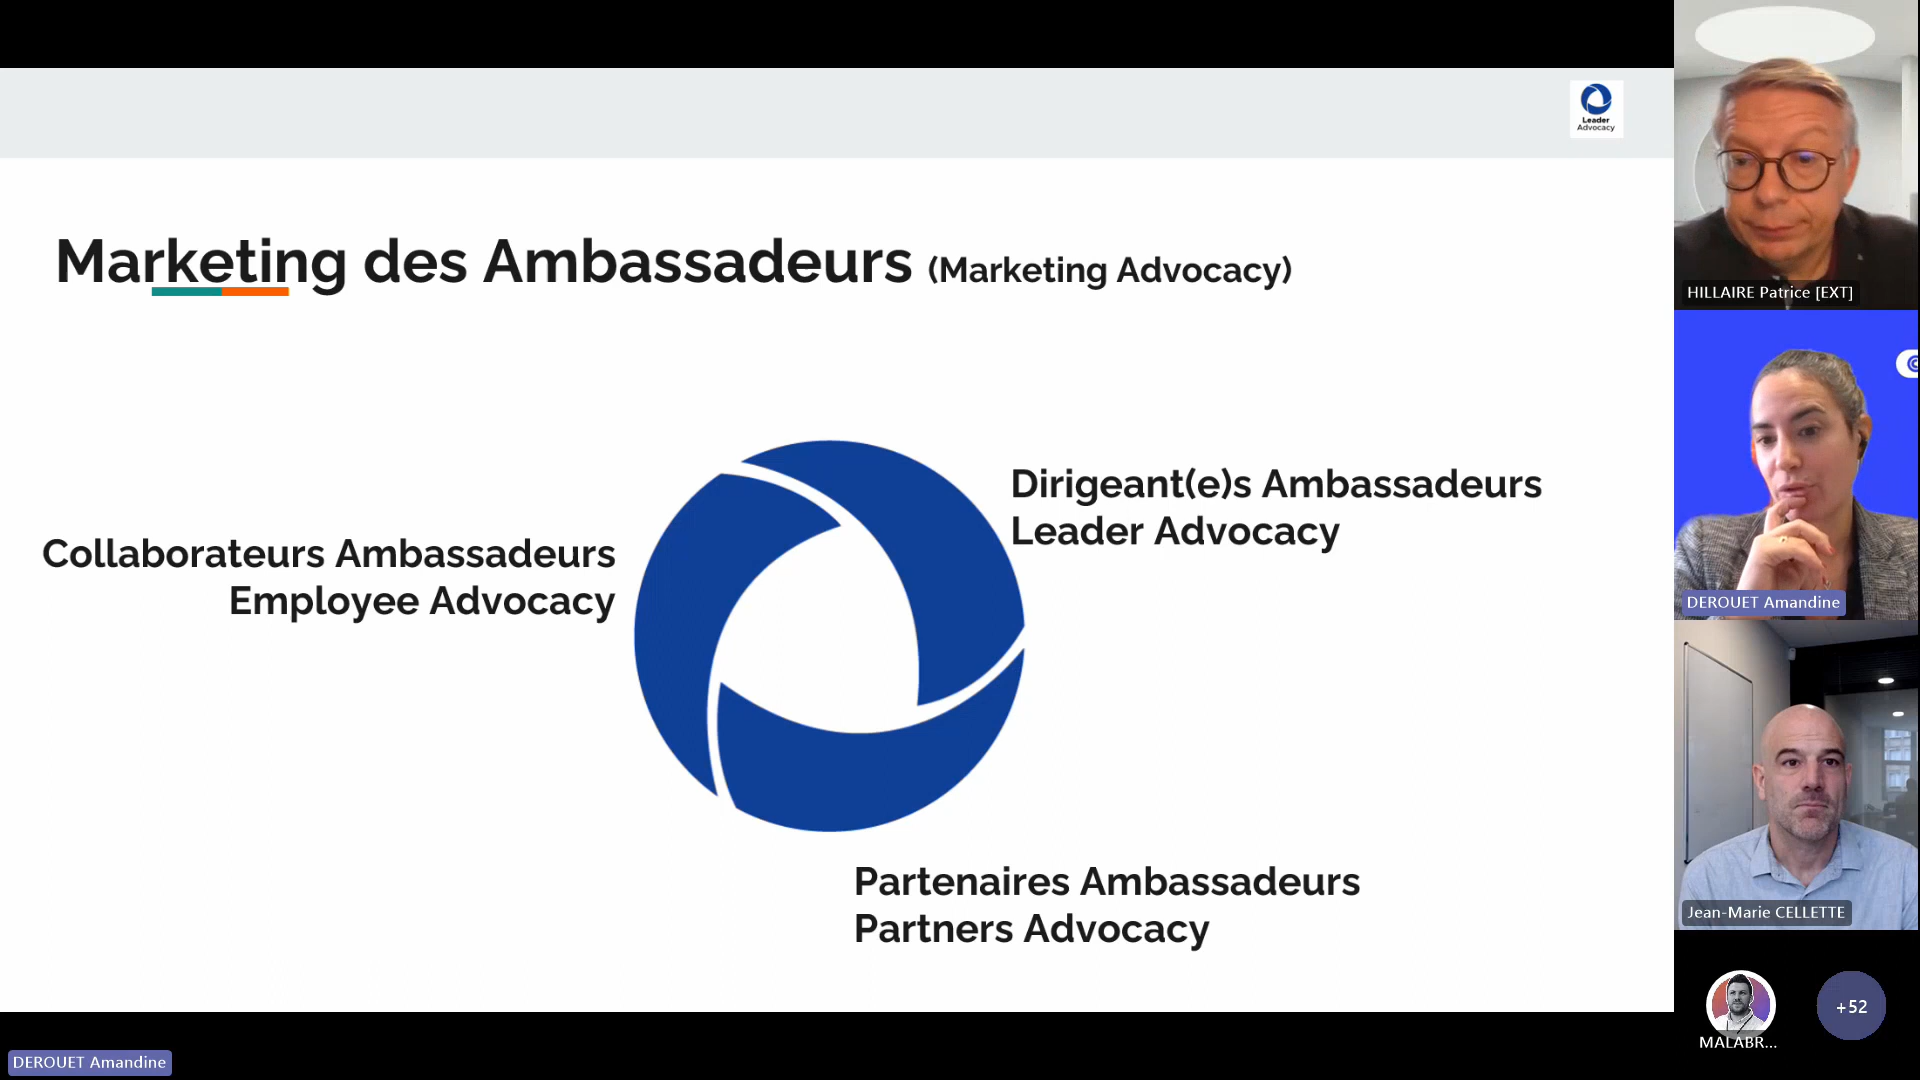 Leader
Advocacy
Marketing des Ambassadeurs (Marketing Advocacy)
Dirigeant(e)s Ambassadeurs
Leader Advocacy
Collaborateurs Ambassadeurs
Employee Advocacy
Partenaires Ambassadeurs
Partners Advocacy
HILLAIRE Patrice [EXT]
DEROUET Amandine
Jean-Marie CELLETTE
MALABR...
+52
DEROUET Amandine